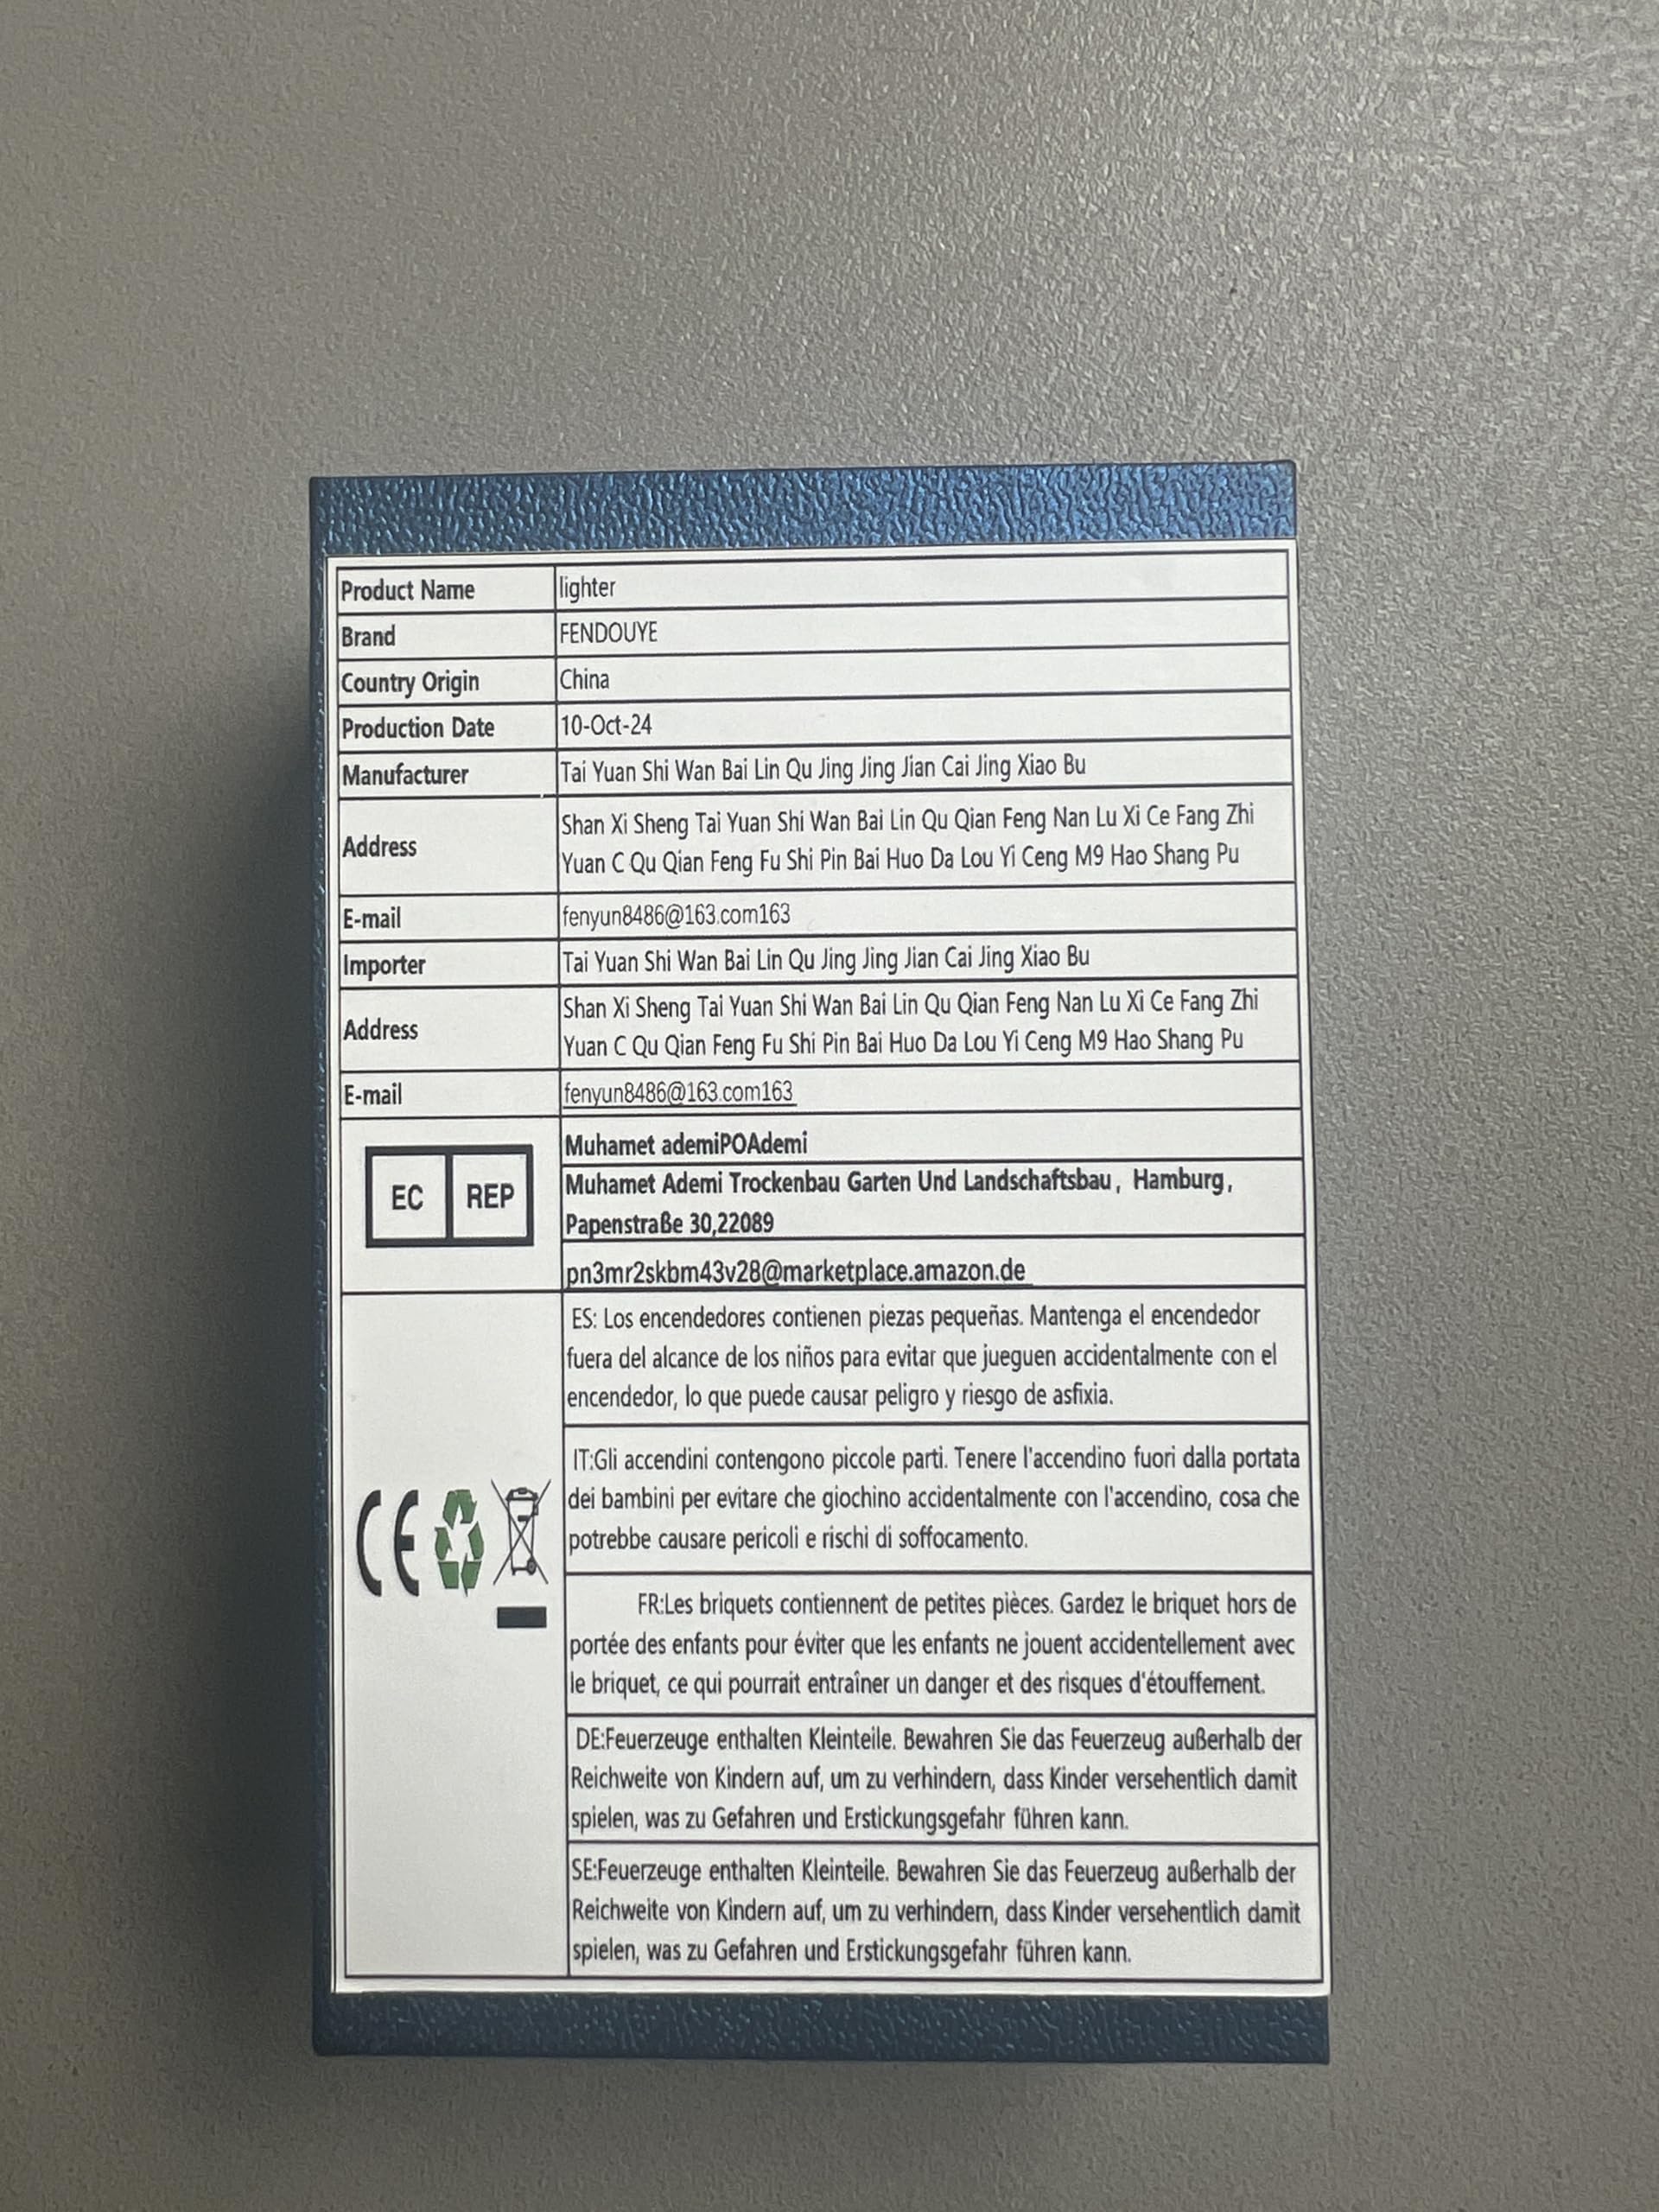 Product Name lighter
Brand FENDOUYE
Country Origin China
Production Date 10-Oct-24
Manufacturer Tai Yuan Shi Wan Bai Lin Qu Jing Jing Jian Cai Jing Xiao Bu
Address Shan Xi Sheng Tai Yuan Shi Wan Bai Lin Qu Qian Feng Nan Lu Xi Ce Fang Zhi
Yuan C Qu Qian Feng Fu Shi Pin Bai Huo Da Lou Yi Ceng M9 Hao Shang Pu
E-mail fenyun8486@163.com163
Importer Tai Yuan Shi Wan Bai Lin Qu Jing Jing Jian Cai Jing Xiao Bu
Address Shan Xi Sheng Tai Yuan Shi Wan Bai Lin Qu Qian Feng Nan Lu Xi Ce Fang Zhi
Yuan C Qu Qian Feng Fu Shi Pin Bai Huo Da Lou Yi Ceng M9 Hao Shang Pu
E-mail fenyun8486@163.com163
EC REP
Muhamet ademiPOAdemi
Muhamet Ademi Trockenbau Garten Und Landschaftsbau, Hamburg,
Papenstraße 30,22089
pn3mr2skbm43v28@marketplace.amazon.de
CE
ES: Los encendedores contienen piezas pequeñas. Mantenga el encendedor
fuera del alcance de los niños para evitar que jueguen accidentalmente con el
encendedor, lo que puede causar peligro y riesgo de asfixia.
IT:Gli accendini contengono piccole parti. Tenere l'accendino fuori dalla portata
dei bambini per evitare che giochino accidentalmente con l'accendino, cosa che
potrebbe causare pericoli e rischi di soffocamento.
FR:Les briquets contiennent de petites pièces. Gardez le briquet hors de
portée des enfants pour éviter que les enfants ne jouent accidentellement avec
le briquet, ce qui pourrait entraîner un danger et des risques d'étouffement.
DE:Feuerzeuge enthalten Kleinteile. Bewahren Sie das Feuerzeug außerhalb der
Reichweite von Kindern auf, um zu verhindern, dass Kinder versehentlich damit
spielen, was zu Gefahren und Erstickungsgefahr führen kann.
SE:Feuerzeuge enthalten Kleinteile. Bewahren Sie das Feuerzeug außerhalb der
Reichweite von Kindern auf, um zu verhindern, dass Kinder versehentlich damit
spielen, was zu Gefahren und Erstickungsgefahr führen kann.